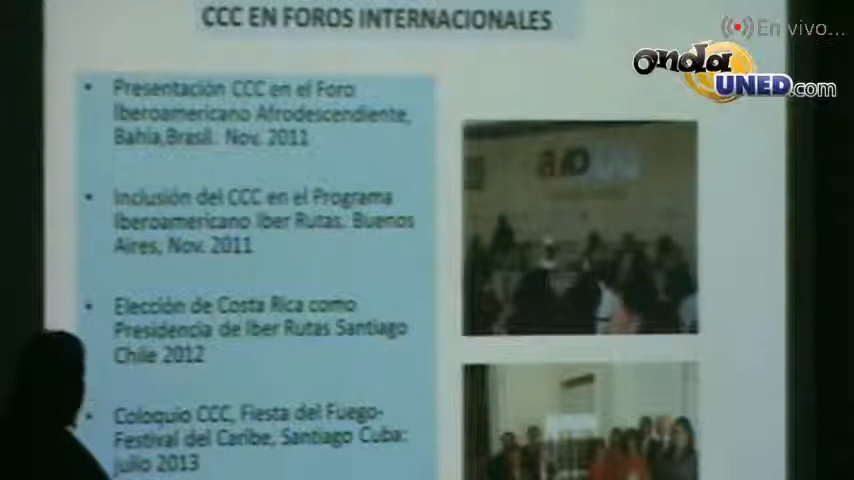 CCC EN FOROS INTERNACIONALES
En vivo...
onda
UNED.com
• Presentación CCC en el Foro
Iberoamericano Afrodescendiente,
Bahía,Brasil. Nov. 2011
• Inclusión del CCC en el Programa
Iberoamericano Iber Rutas. Buenos
Aires, Nov. 2011
• Elección de Costa Rica como
Presidencia de Iber Rutas Santiago
Chile 2012
• Coloquio CCC, Fiesta del Fuego-
Festival del Caribe, Santiago Cuba:
julio 2013